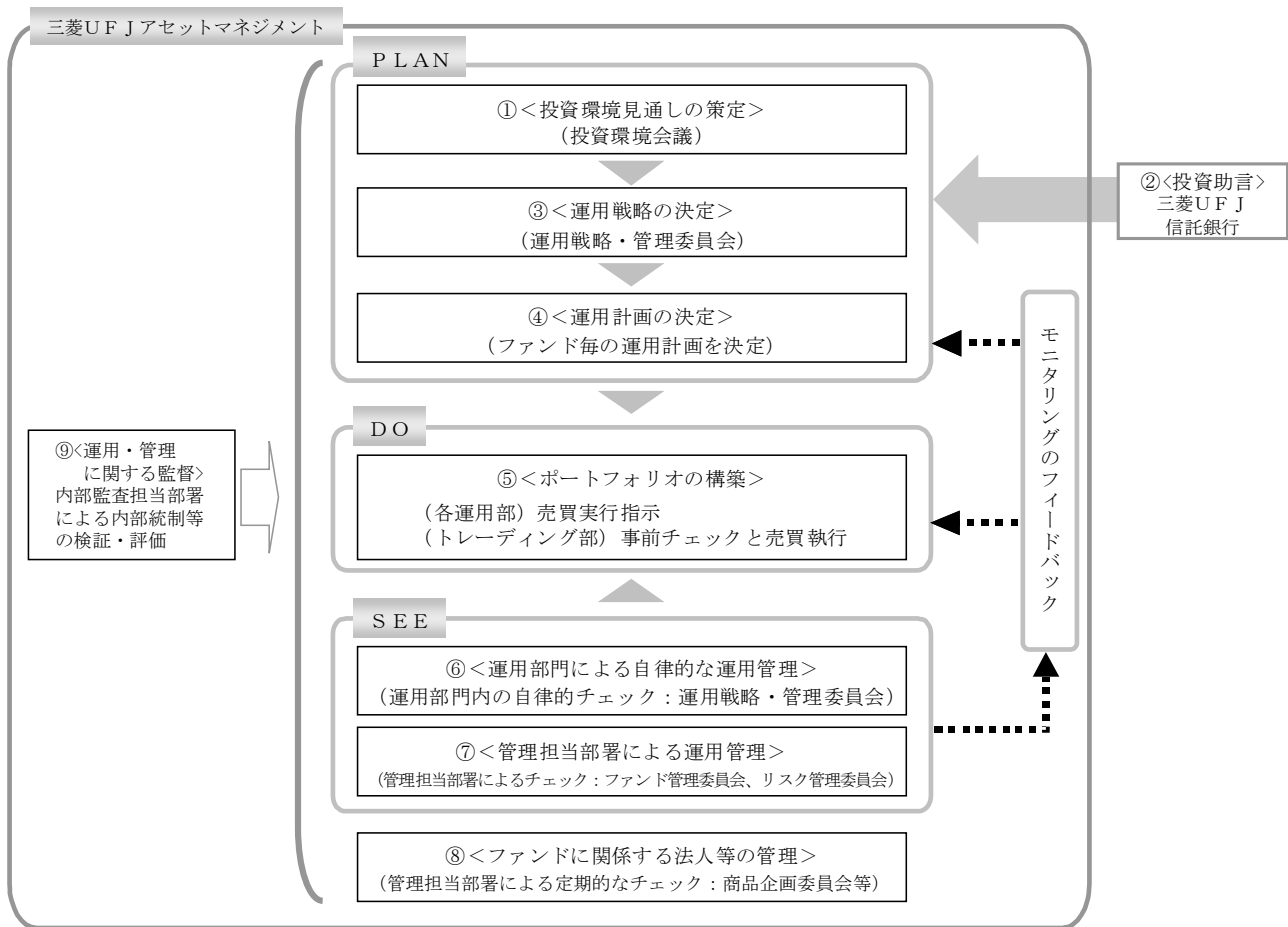 三菱ＵＦＪアセットマネジメント
ＰＬＡＮ
①＜投資環境見通しの策定＞
（投資環境会議）
②<投資助言>
三菱ＵＦＪ
信託銀行
③＜運用戦略の決定＞
（運用戦略・管理委員会）
④＜運用計画の決定＞
（ファンド毎の運用計画を決定）
ＤＯ
⑤＜ポートフォリオの構築＞
（各運用部）売買実行指示
（トレーディング部）事前チェックと売買執行
ＳＥＥ
⑥＜運用部門による自律的な運用管理＞
（運用部門内の自律的チェック：運用戦略・管理委員会）
⑦＜管理担当部署による運用管理＞
（管理担当部署によるチェック：ファンド管理委員会、リスク管理委員会）
⑧＜ファンドに関係する法人等の管理＞
（管理担当部署による定期的なチェック：商品企画委員会等）
⑨<運用・管理
に関する監督>
内部監査担当部署
による内部統制等
の検証・評価
モニタリングのフィードバック